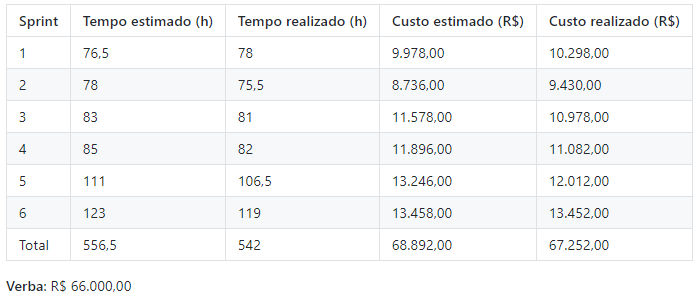 Sprint Tempo estimado (h) Tempo realizado (h) Custo estimado (R$) Custo realizado (R$)
1 76,5 78 9.978,00 10.298,00
2 78 75,5 8.736,00 9.430,00
3 83 81 11.578,00 10.978,00
4 85 82 11.896,00 11.082,00
5 111 106,5 13.246,00 12.012,00
6 123 119 13.458,00 13.452,00
Total 556,5 542 68.892,00 67.252,00
Verba: R$ 66.000,00